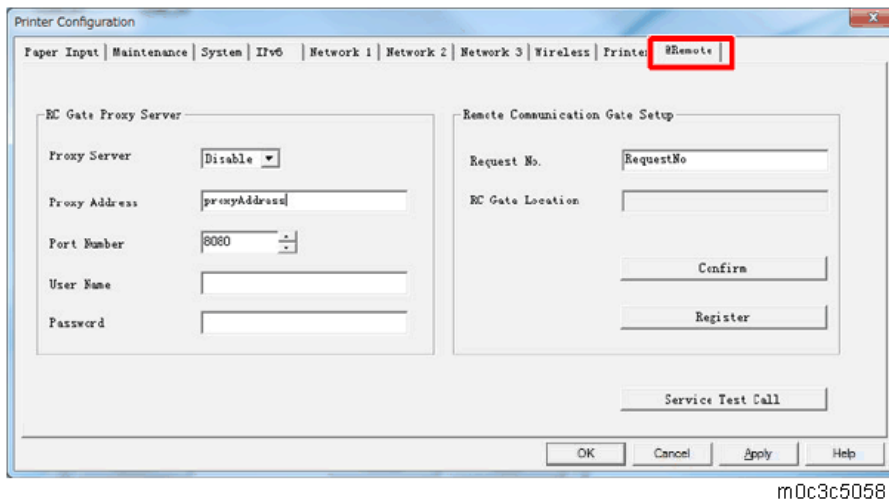 Printer Configuration
Paper Input Maintenance System IPv6 Network 1 Network 2 Network 3 Wireless Printer @Remote
RC Gate Proxy Server
Proxy Server Disable
Proxy Address proxyAddress
Port Number 8080
User Name
Password
Remote Communication Gate Setup
Request No. RequestNo
RC Gate Location
Confirm
Register
Service Test Call
OK Cancel Apply Help
m0c3c5058